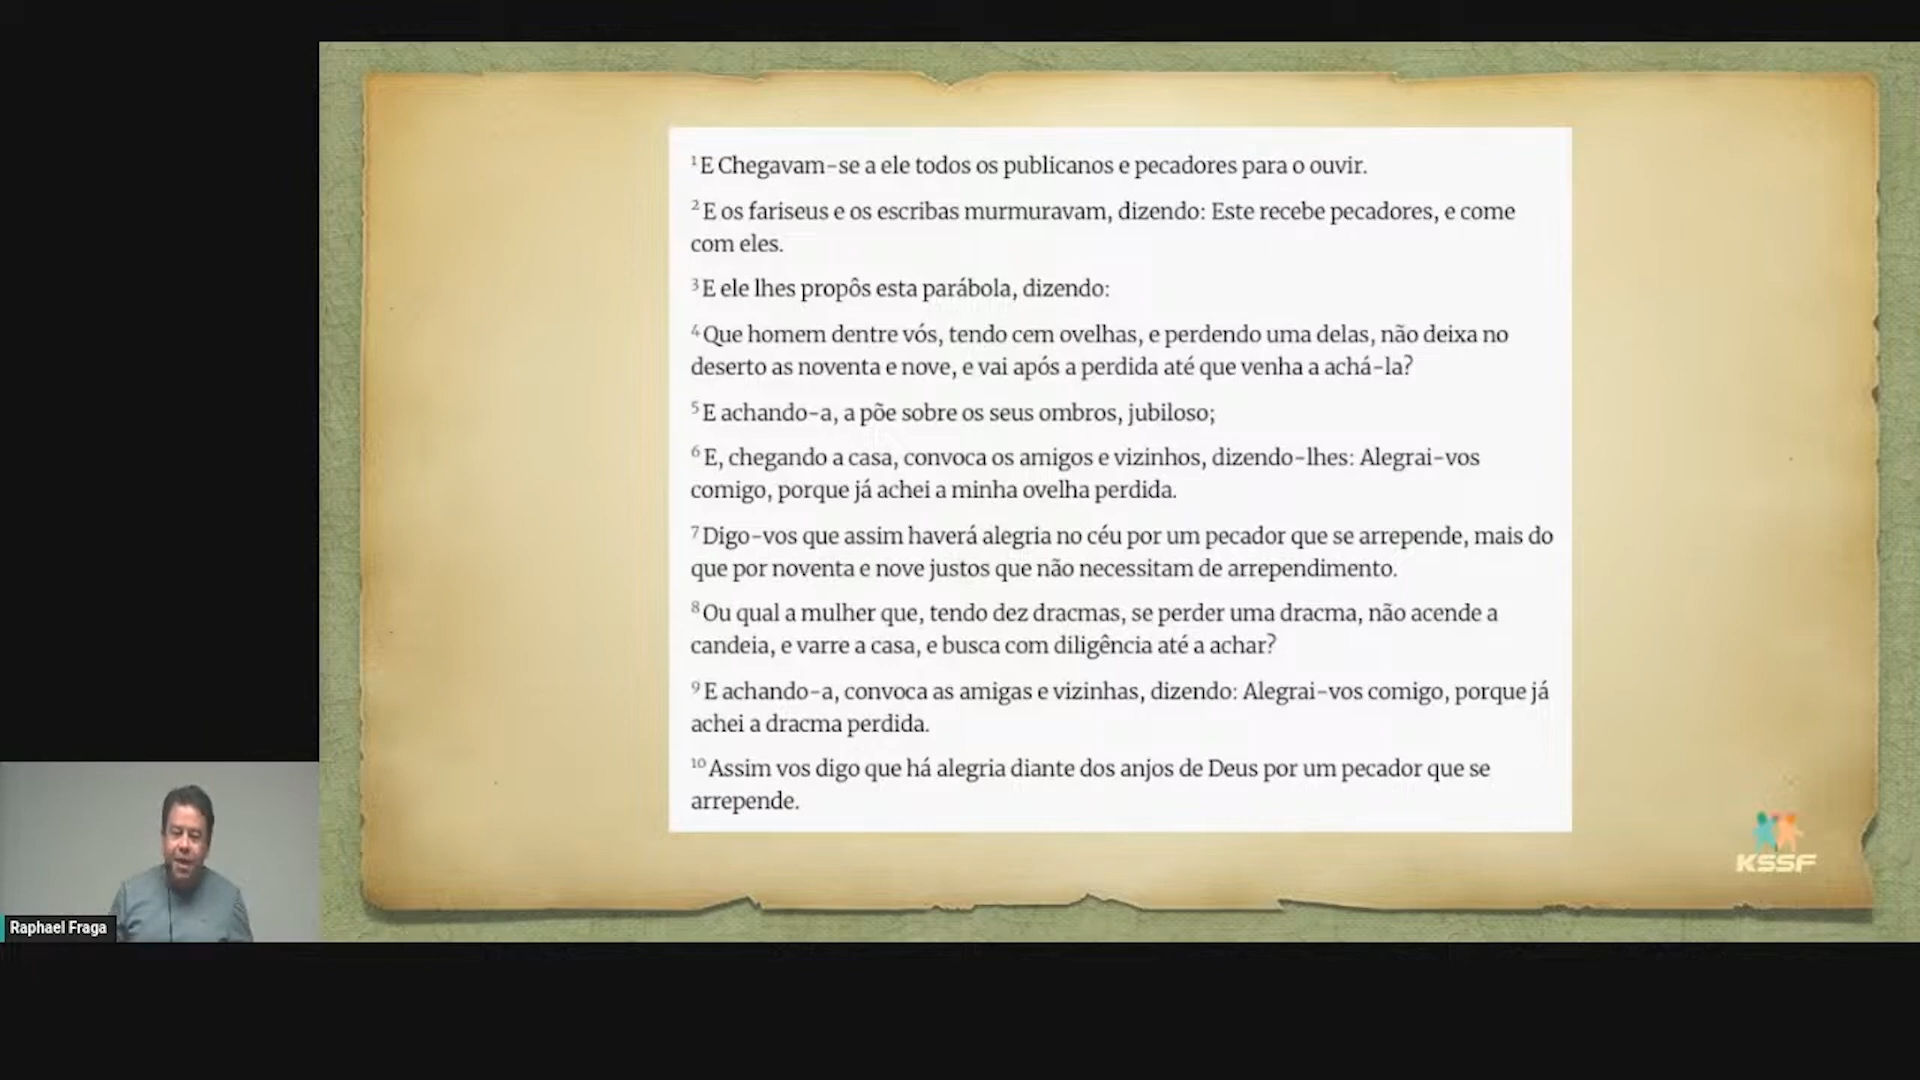 ¹E Chegavam-se a ele todos os publicanos e pecadores para o ouvir.
²E os fariseus e os escribas murmuravam, dizendo: Este recebe pecadores, e come
com eles.
³E ele lhes propôs esta parábola, dizendo:
⁴Que homem dentre vós, tendo cem ovelhas, e perdendo uma delas, não deixa no
deserto as noventa e nove, e vai após a perdida até que venha a achá-la?
⁵E achando-a, a põe sobre os seus ombros, jubiloso;
⁶E, chegando a casa, convoca os amigos e vizinhos, dizendo-lhes: Alegrai-vos
comigo, porque já achei a minha ovelha perdida.
⁷Digo-vos que assim haverá alegria no céu por um pecador que se arrepende, mais do
que por noventa e nove justos que não necessitam de arrependimento.
⁸Ou qual a mulher que, tendo dez dracmas, se perder uma dracma, não acende a
candeia, e varre a casa, e busca com diligência até a achar?
⁹E achando-a, convoca as amigas e vizinhas, dizendo: Alegrai-vos comigo, porque já
achei a dracma perdida.
¹⁰Assim vos digo que há alegria diante dos anjos de Deus por um pecador que se
arrepende.
KSSF
Raphael Fraga